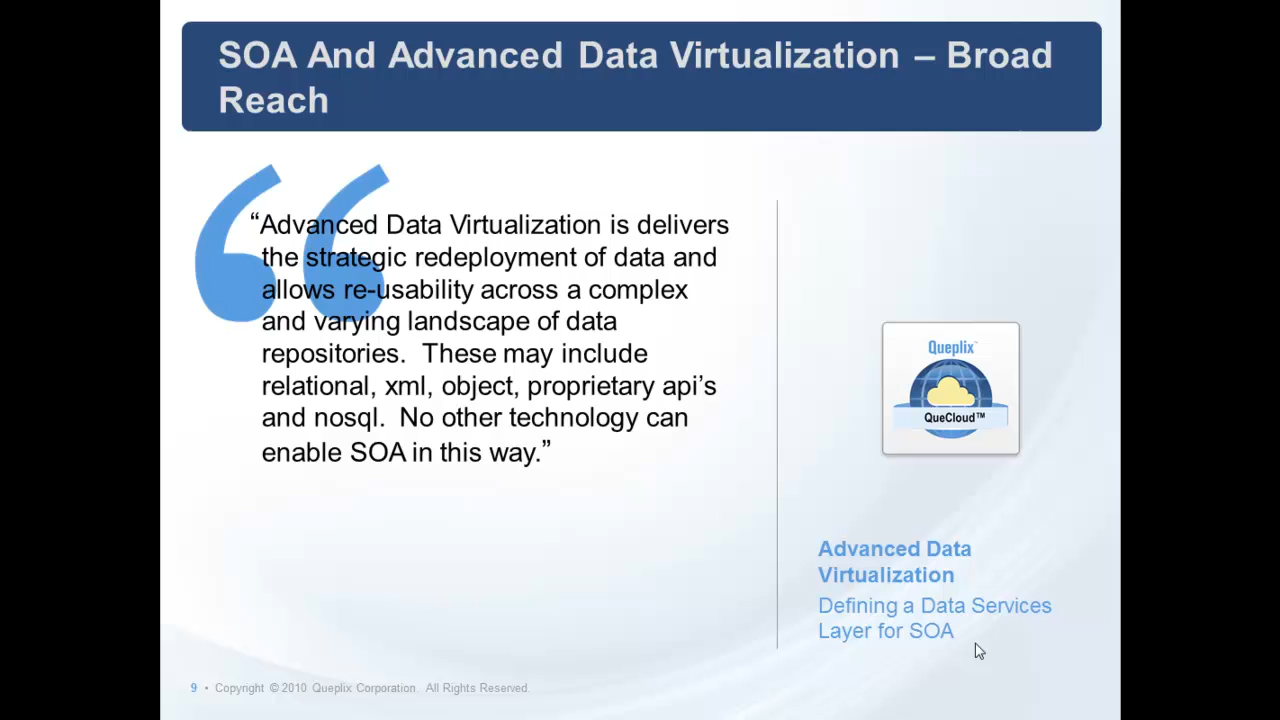 SOA And Advanced Data Virtualization – Broad
Reach
“Advanced Data Virtualization is delivers
the strategic redeployment of data and
allows re-usability across a complex
and varying landscape of data
repositories.  These may include
relational, xml, object, proprietary api’s
and nosql.  No other technology can
enable SOA in this way.”
Queplix™
QueCloud™
Advanced Data
Virtualization
Defining a Data Services
Layer for SOA
9 • Copyright © 2010 Queplix Corporation.  All Rights Reserved.